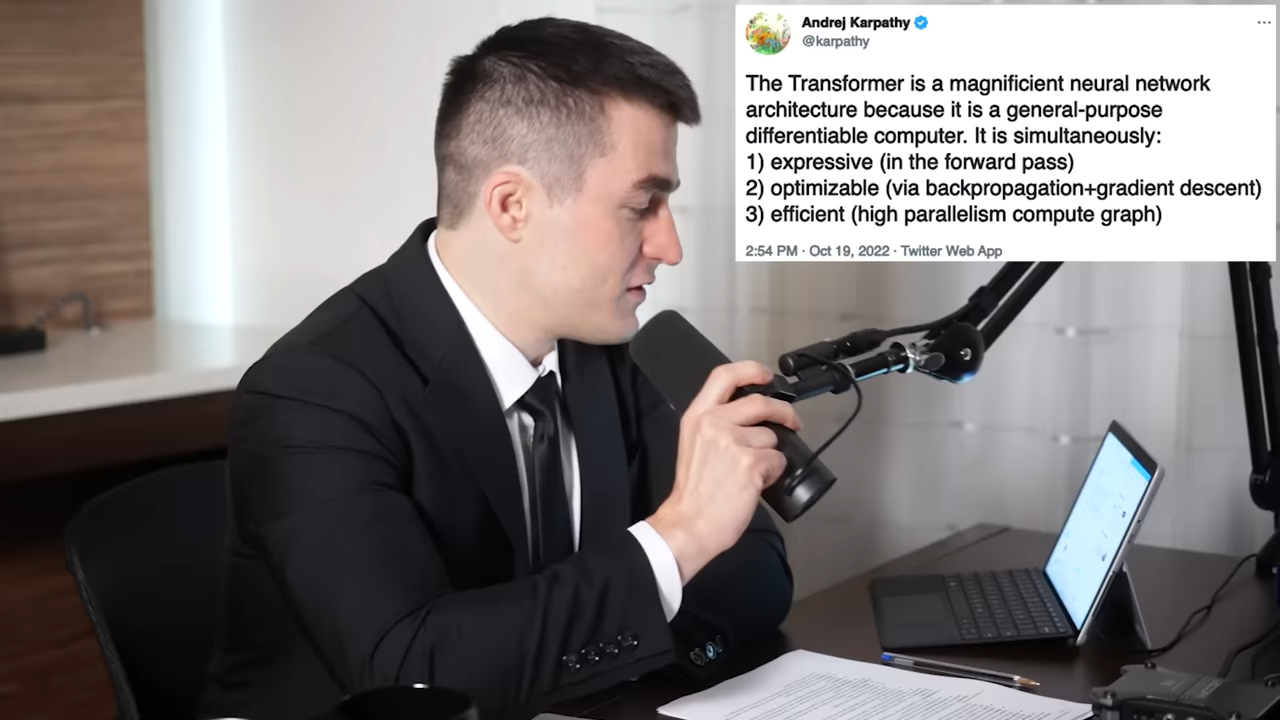 Andrej Karpathy
@karpathy
The Transformer is a magnificient neural network
architecture because it is a general-purpose
differentiable computer. It is simultaneously:
1) expressive (in the forward pass)
2) optimizable (via backpropagation+gradient descent)
3) efficient (high parallelism compute graph)
2:54 PM · Oct 19, 2022 · Twitter Web App